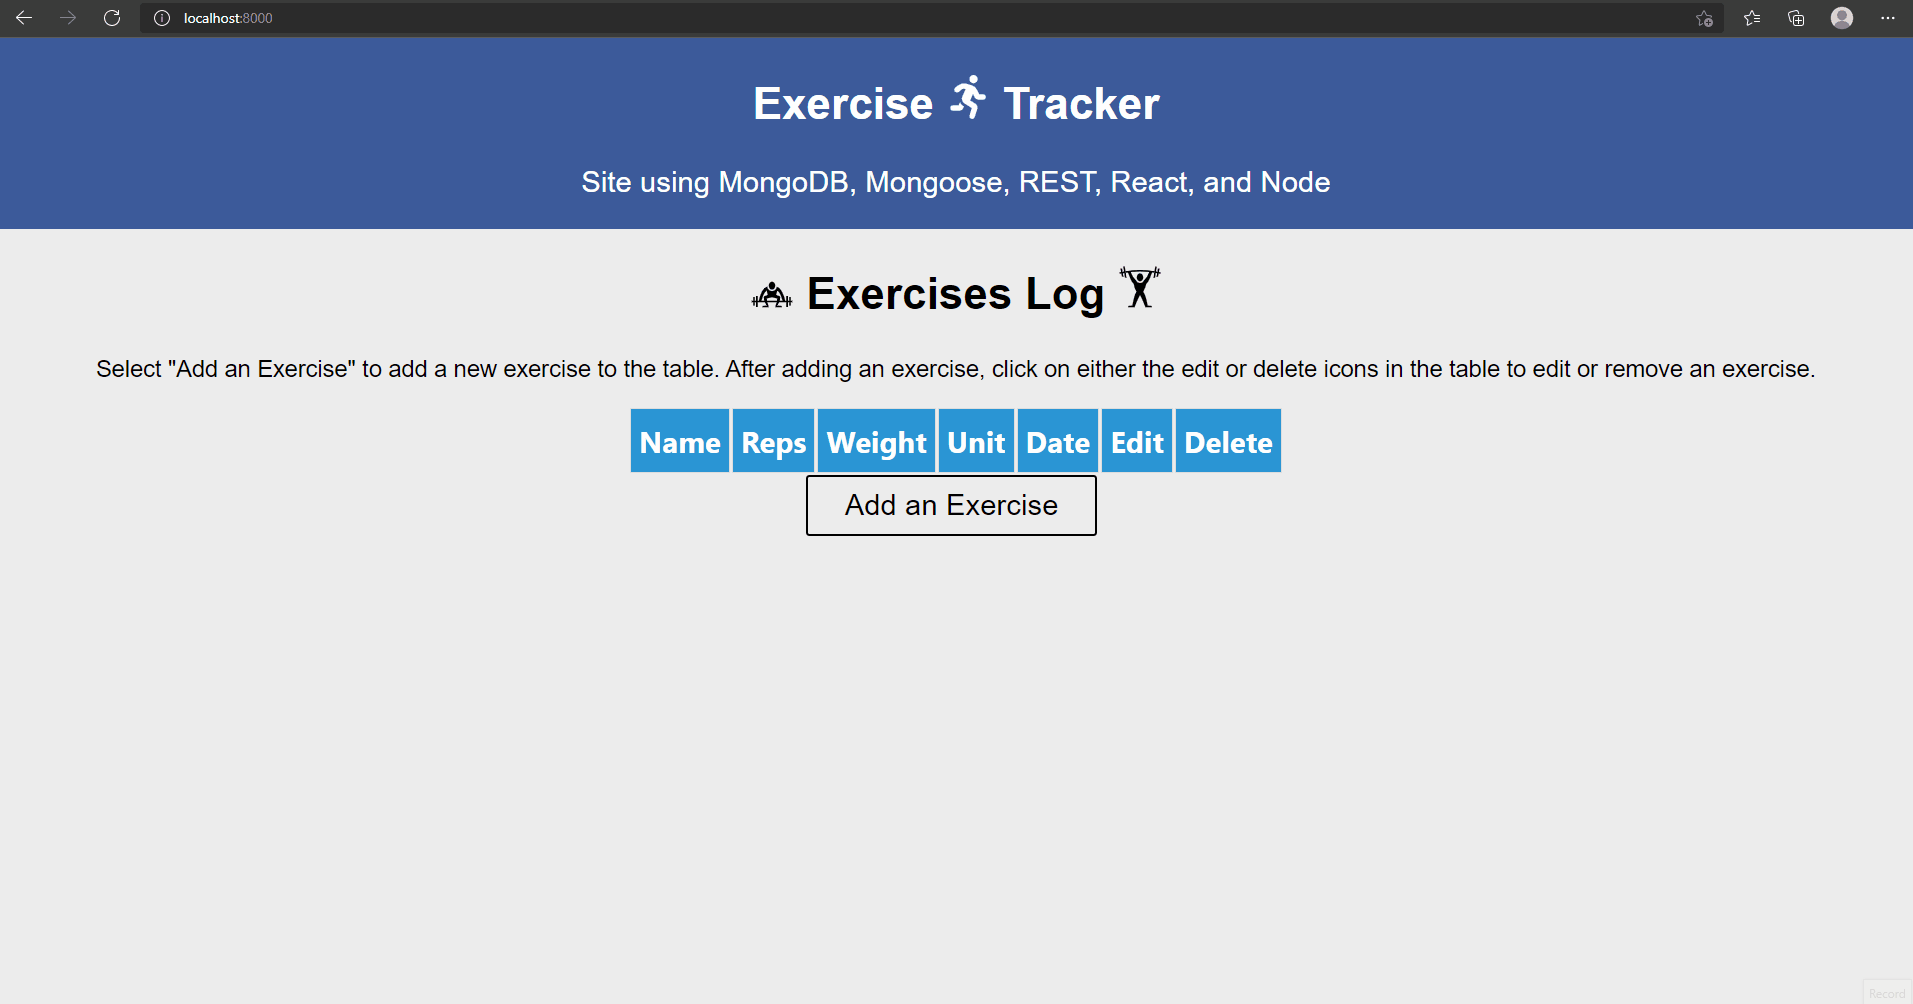 localhost:8000
Exercise Tracker
Site using MongoDB, Mongoose, REST, React, and Node
Exercises Log
Select "Add an Exercise" to add a new exercise to the table. After adding an exercise, click on either the edit or delete icons in the table to edit or remove an exercise.
Name Reps Weight Unit Date Edit Delete
Add an Exercise
Record